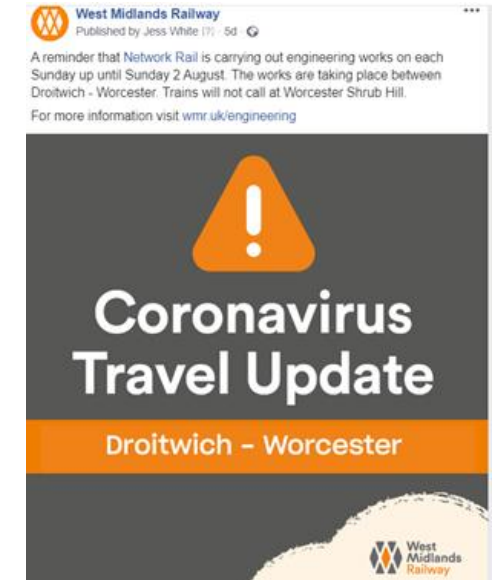 West Midlands Railway
Published by Jess White [?] · 5d ·
A reminder that Network Rail is carrying out engineering works on each
Sunday up until Sunday 2 August. The works are taking place between
Droitwich - Worcester. Trains will not call at Worcester Shrub Hill.
For more information visit wmr.uk/engineering
Coronavirus
Travel Update
Droitwich – Worcester
West
Midlands
Railway